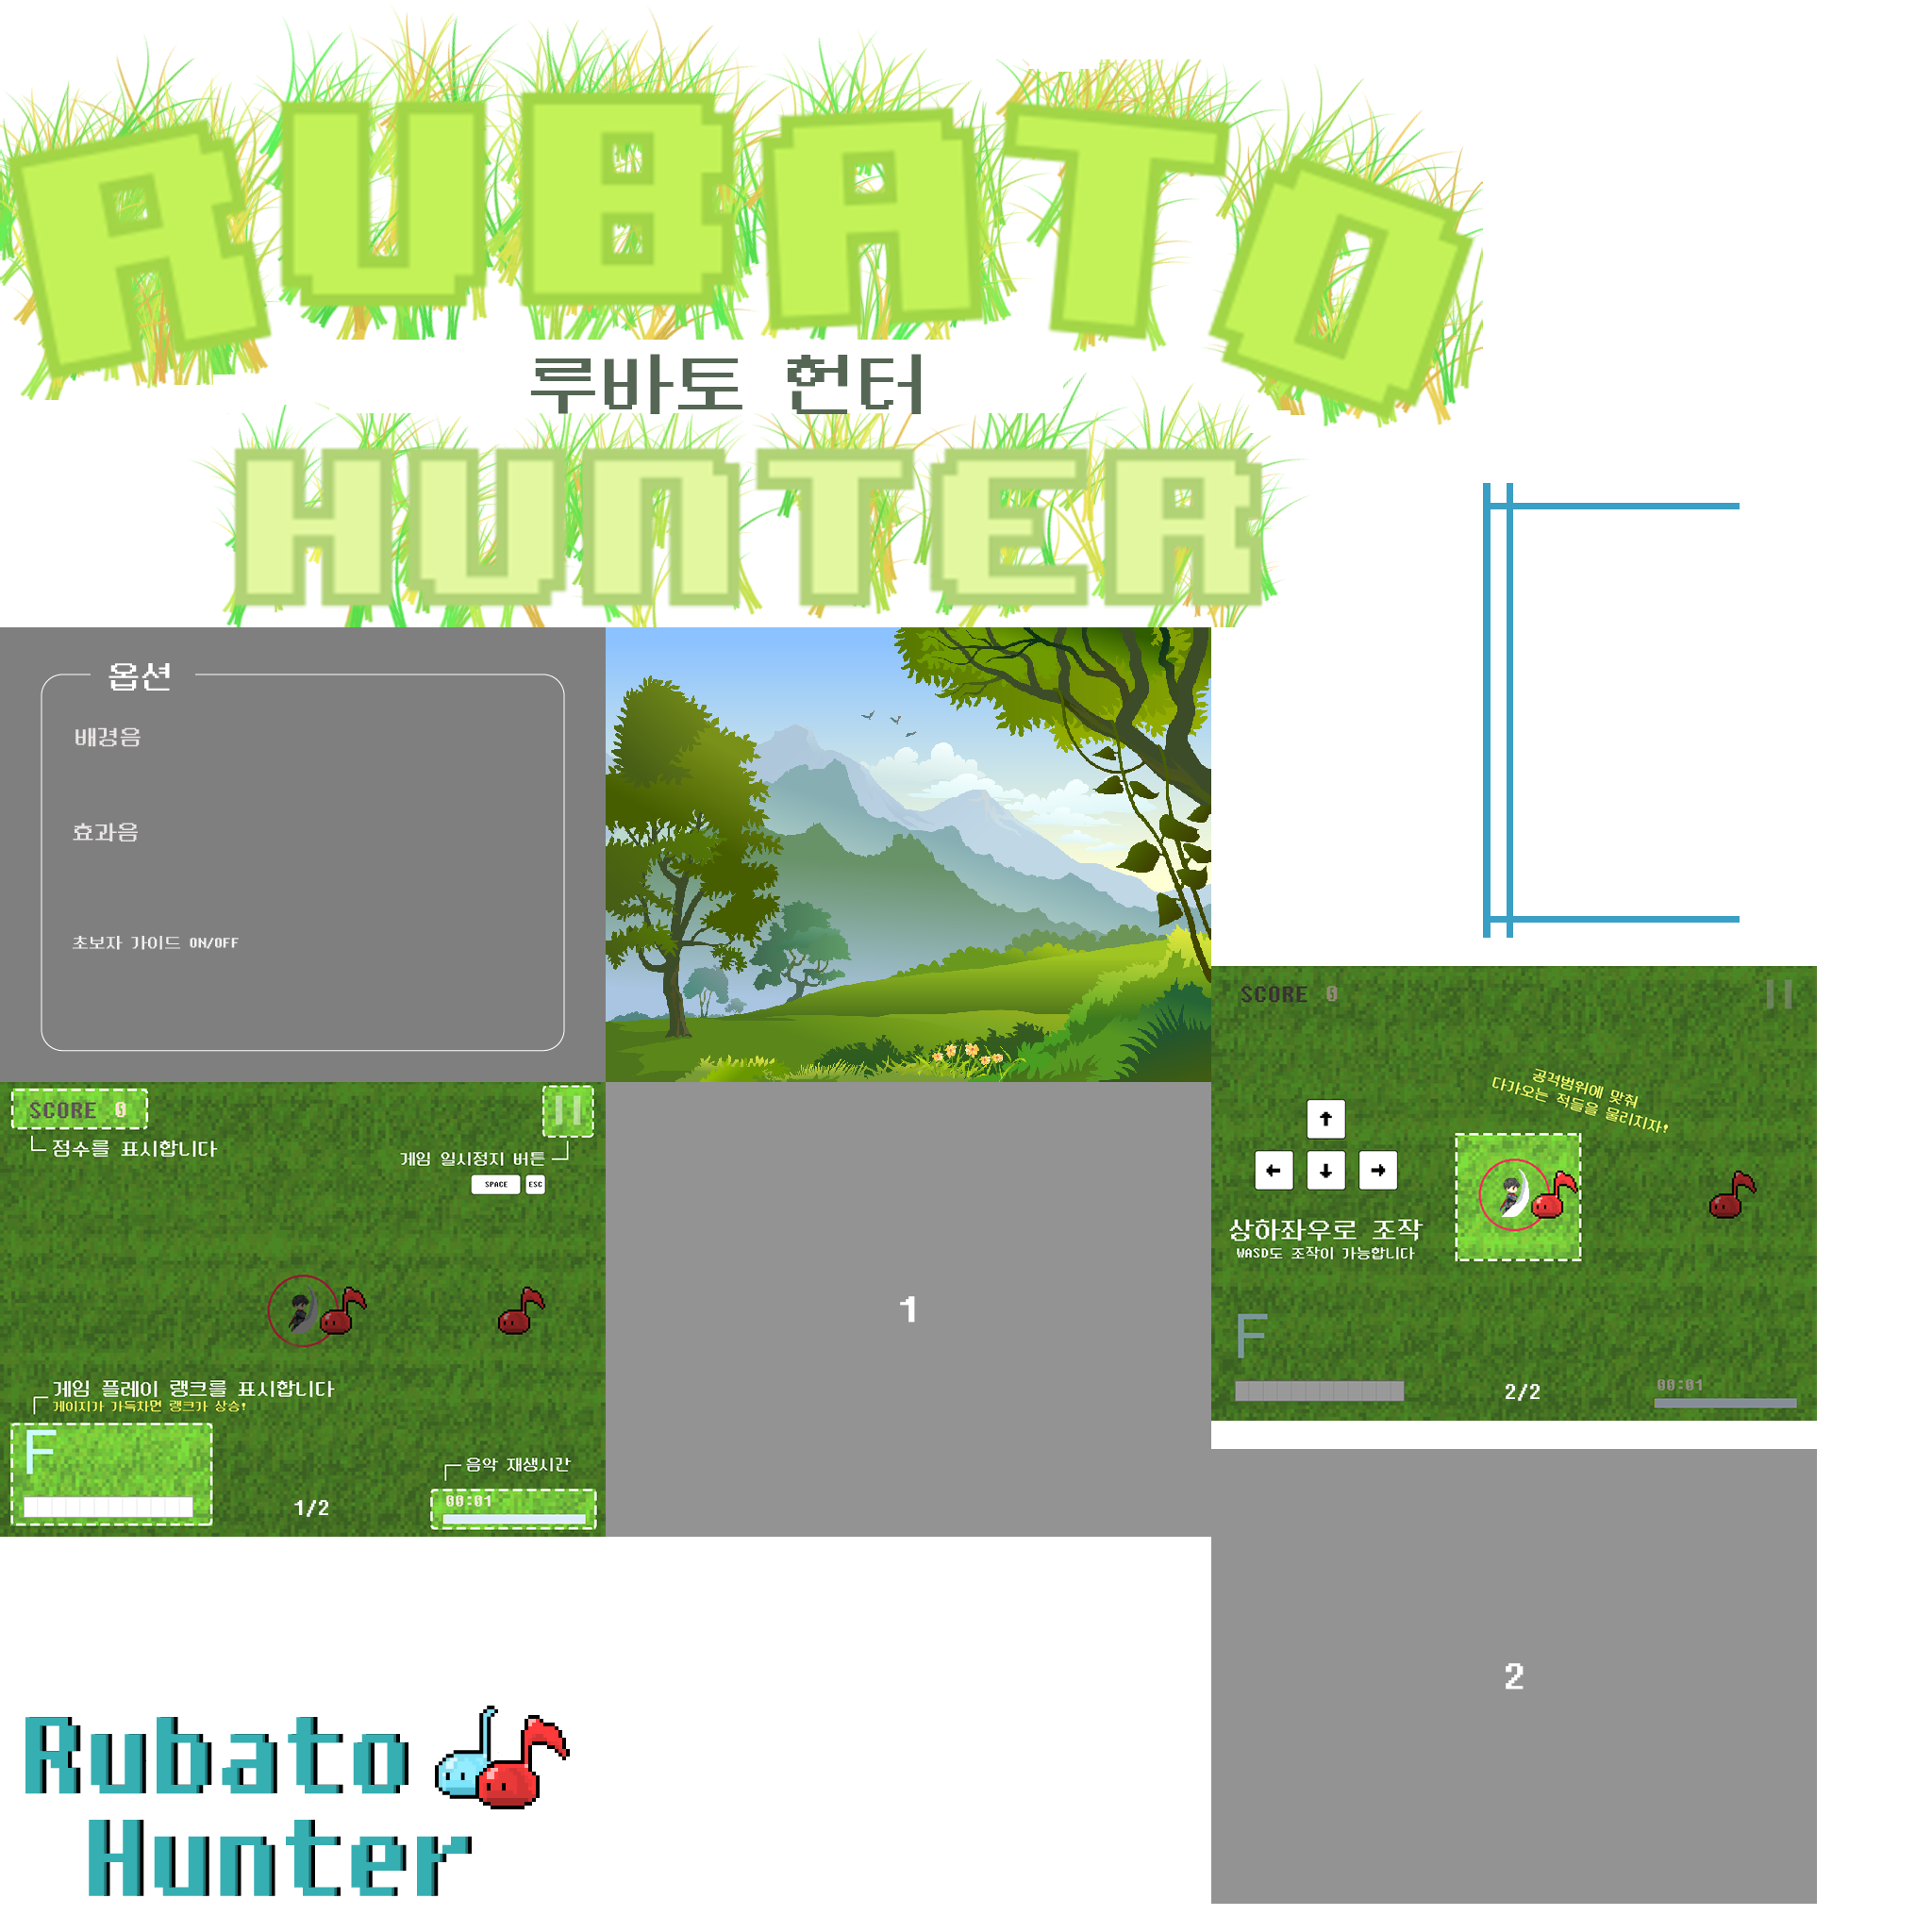 RUBATO
루바토 헌터
HUNTER
옵션
배경음
효과음
초보자 가이드 ON/OFF
SCORE 0
공격범위에 맞춰
다가오는 적들을 물리치자!
상하좌우로 조작
WASD도 조작이 가능합니다
F
2/2
00:01
SCORE 0
점수를 표시합니다
게임 일시정지 버튼
SPACE ESC
게임 플레이 랭크를 표시합니다
게이지가 가득차면 랭크가 상승!
F
음악 재생시간
00:01
1/2
1
2
Rubato
Hunter